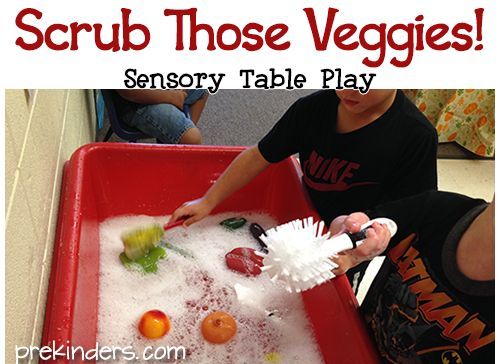 Scrub Those Veggies!
Sensory Table Play
NIKE
BATMAN
prekinders.com